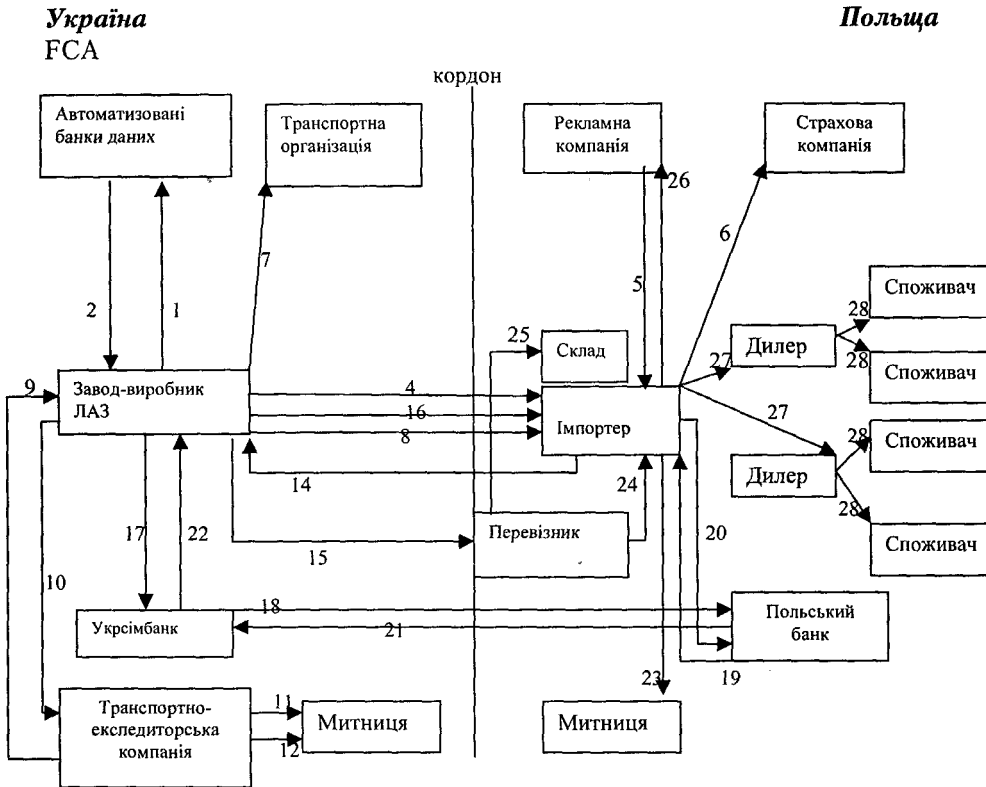 Україна
Польща
FCA
кордон
Автоматизовані
банки даних
Транспортна
організація
Рекламна
компанія
Страхова
компанія
26
6
7
5
2
1
28
Споживач
25
Склад
27
Дилер
28
Споживач
9
Завод-виробник
ЛАЗ
4
16
8
Імпортер
27
28
Споживач
14
24
Дилер
28
Споживач
17
22
15
Перевізник
20
10
18
Укрсімбанк
21
Польський
банк
23
19
Транспортно-
експедиторська
компанія
11
12
Митниця
Митниця